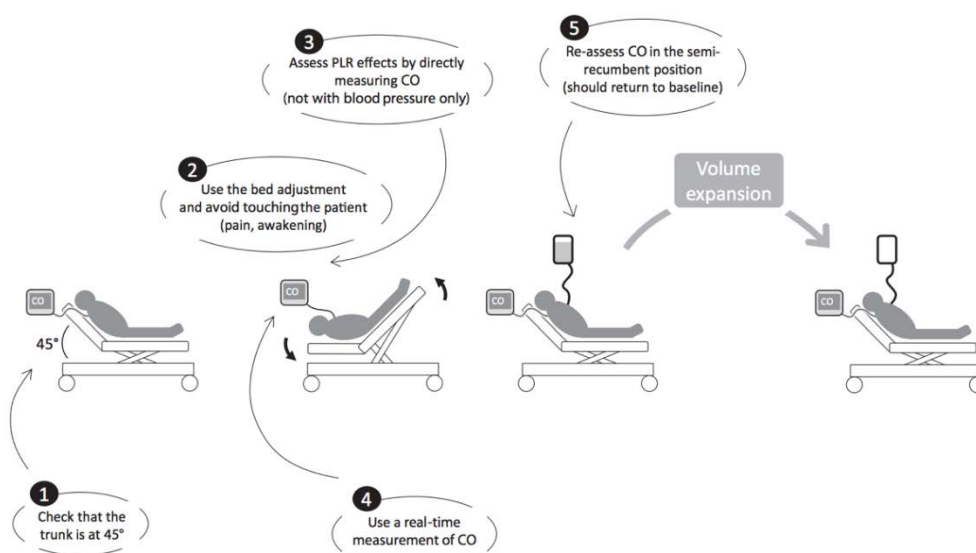 1
Check that the
trunk is at 45°
2
Use the bed adjustment
and avoid touching the patient
(pain, awakening)
3
Assess PLR effects by directly
measuring CO
(not with blood pressure only)
4
Use a real-time
measurement of CO
5
Re-assess CO in the semi-
recumbent position
(should return to baseline)
Volume
expansion
CO
45°
CO
CO
CO